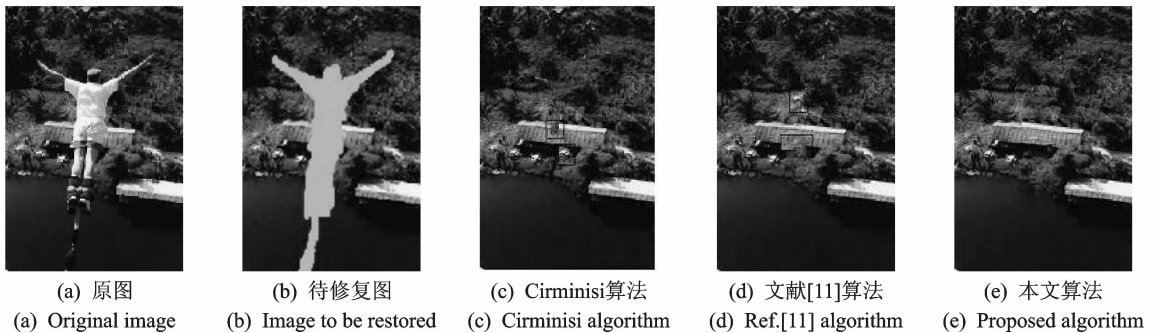 (a) 原图
(b) 待修复图
(c) Cirminisi算法
(d) 文献[11]算法
(e) 本文算法
(a) Original image
(b) Image to be restored
(c) Cirminisi algorithm
(d) Ref.[11] algorithm
(e) Proposed algorithm